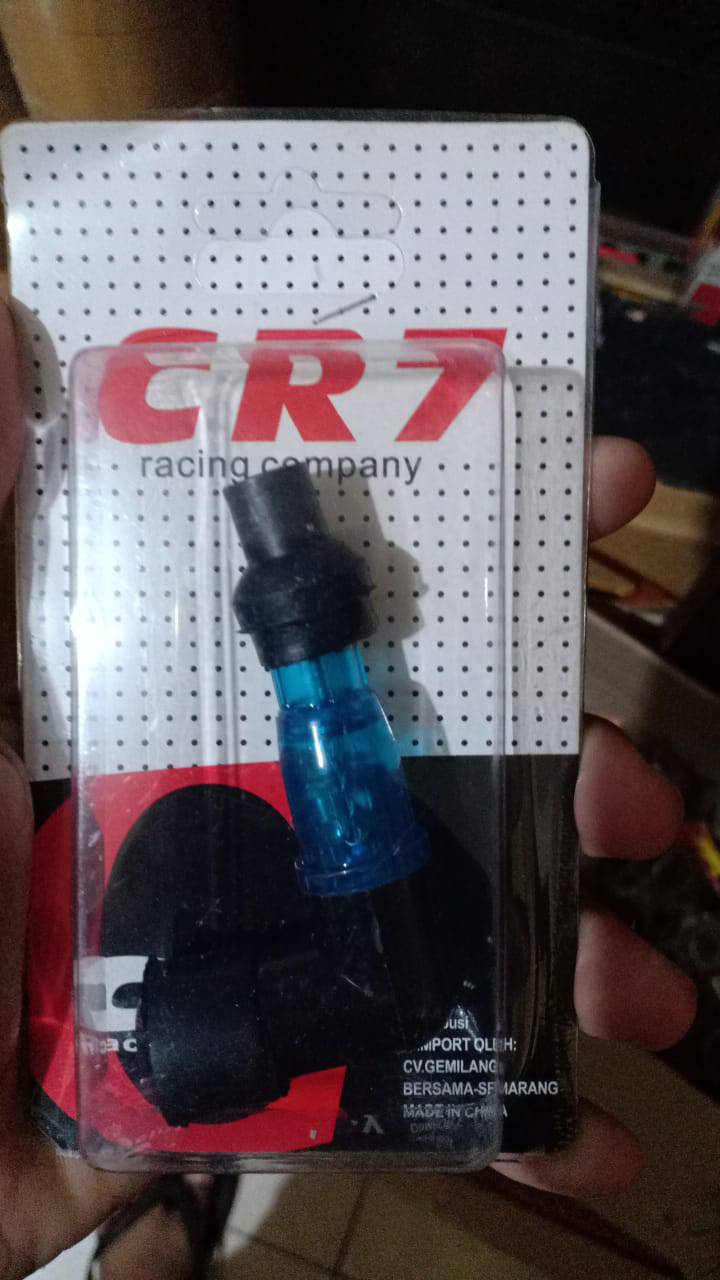 CR7
racing company
IMPORT OLEH:
CV.GEMILANG
BERSAMA-SEMARANG
MADE IN CHINA